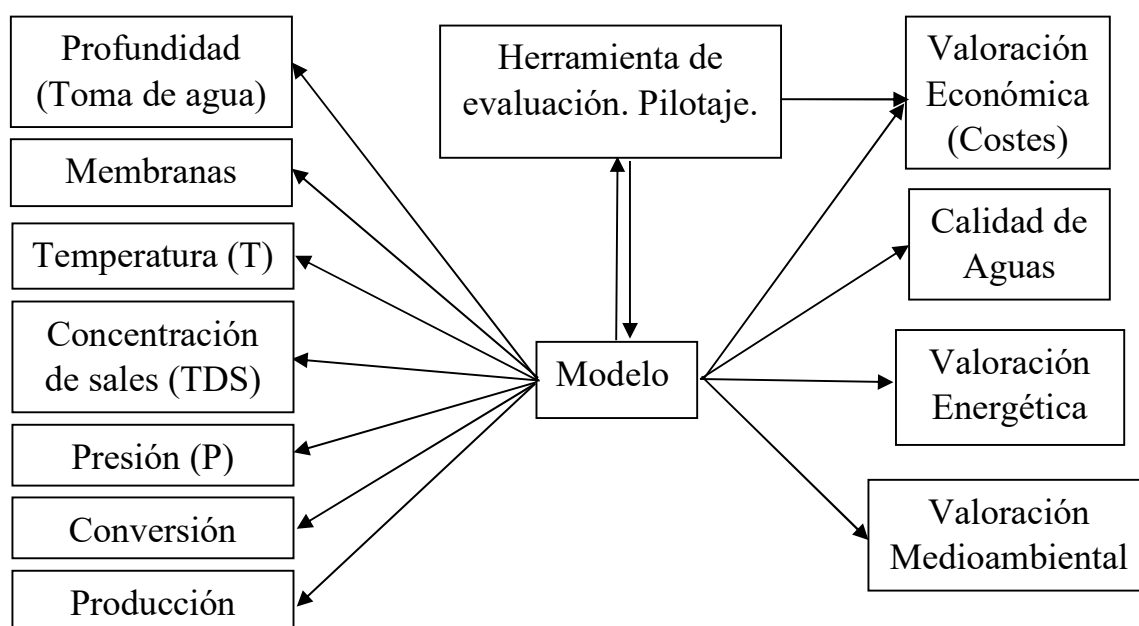 Profundidad
(Toma de agua)
Membranas
Temperatura (T)
Concentración
de sales (TDS)
Presión (P)
Conversión
Producción
Herramienta de
evaluación. Pilotaje.
Modelo
Valoración
Económica
(Costes)
Calidad de
Aguas
Valoración
Energética
Valoración
Medioambiental